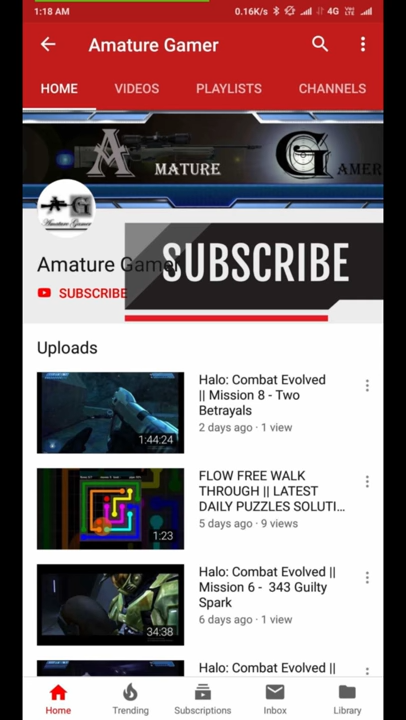 1:18 AM 0.16K/s 4G VoLTE
Amature Gamer
HOME VIDEOS PLAYLISTS CHANNELS
A MATURE G AMER
A G
Amature Gamer
Amature Gamer
SUBSCRIBE
SUBSCRIBE
Uploads
Halo: Combat Evolved
|| Mission 8 - Two
Betrayals
2 days ago · 1 view
1:44:24
FLOW FREE WALK
THROUGH || LATEST
DAILY PUZZLES SOLUTI...
5 days ago · 9 views
1:23
Halo: Combat Evolved ||
Mission 6 - 343 Guilty
Spark
6 days ago · 1 view
34:38
Halo: Combat Evolved ||
Home Trending Subscriptions Inbox Library